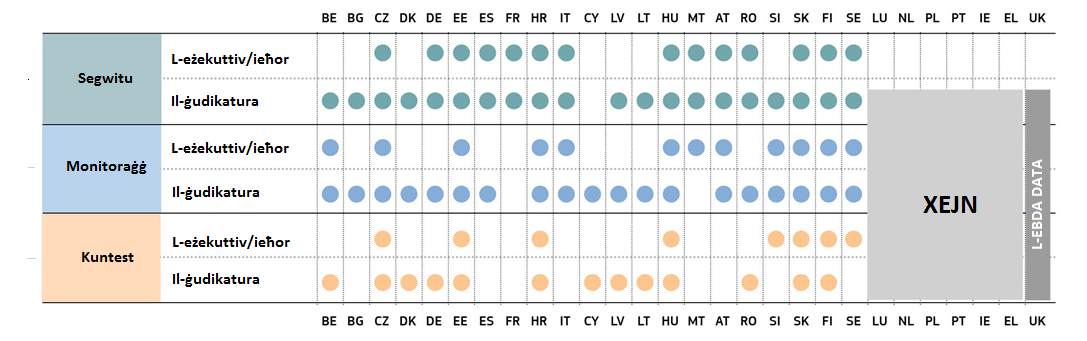 BE BG CZ DK DE EE ES FR HR IT CY LV LT HU MT AT RO SI SK FI SE LU NL PL PT IE EL UK
Segwitu
L-eżekuttiv/ieħor
Il-ġudikatura
Monitoraġġ
L-eżekuttiv/ieħor
Il-ġudikatura
Kuntest
L-eżekuttiv/ieħor
Il-ġudikatura
XEJN
L-EBDA DATA
BE BG CZ DK DE EE ES FR HR IT CY LV LT HU MT AT RO SI SK FI SE LU NL PL PT IE EL UK